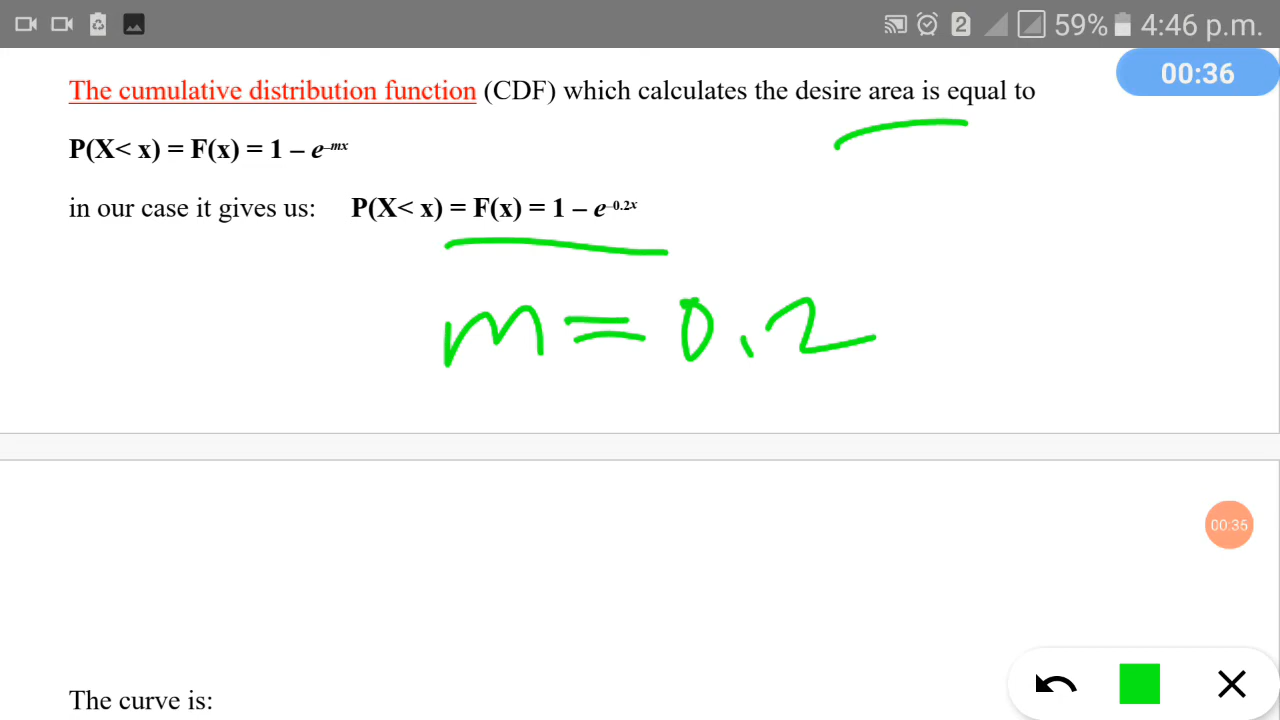 2 59% 4:46 p.m.
00:36
The cumulative distribution function (CDF) which calculates the desire area is equal to
P(X< x) = F(x) = 1 – e–mx
in our case it gives us: P(X< x) = F(x) = 1 – e–0.2x
m = 0.2
00:35
The curve is: